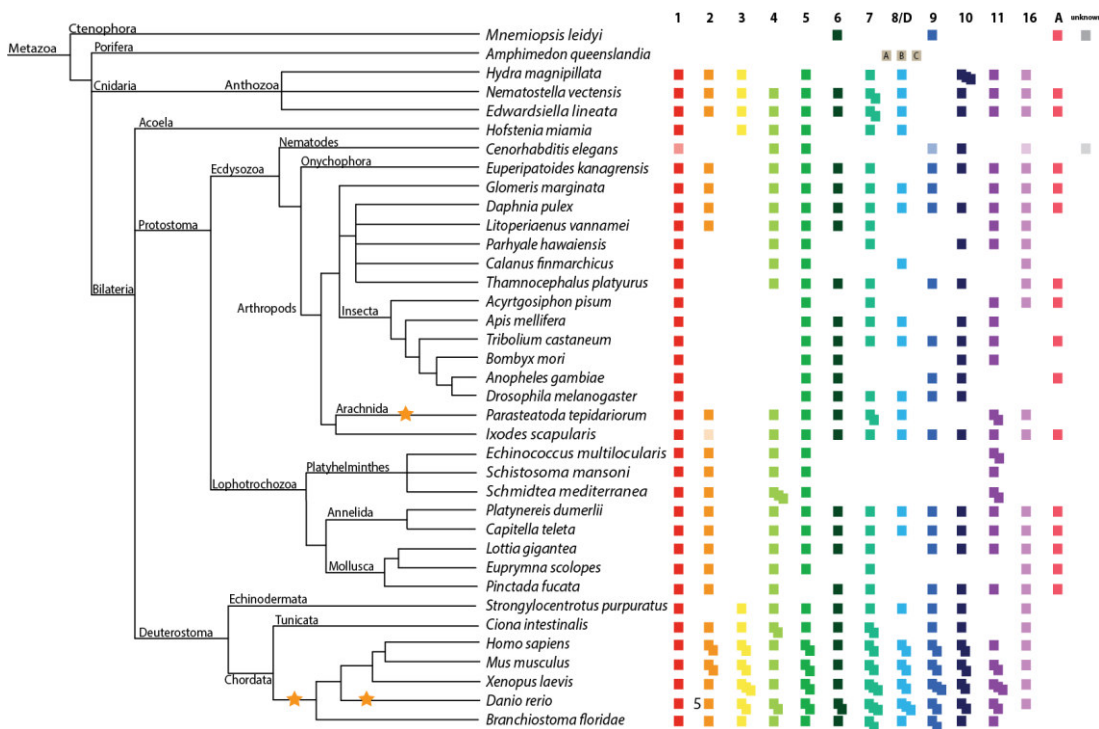 1 2 3 4 5 6 7 8/D 9 10 11 16 A unknown
Ctenophora
Mnemiopsis leidyi
Metazoa
Porifera
Amphimedon queenslandia
A B C
Hydra magnipillata
Cnidaria
Anthozoa
Nematostella vectensis
Edwardsiella lineata
Acoela
Hofstenia miamia
Nematodes
Cenorhabditis elegans
Ecdysozoa
Onychophora
Euperipatoides kanagrensis
Glomeris marginata
Daphnia pulex
Protostoma
Litoperiaenus vannamei
Parhyale hawaiensis
Calanus finmarchicus
Bilateria
Thamnocephalus platyurus
Arthropods
Insecta
Acyrtgosiphon pisum
Apis mellifera
Tribolium castaneum
Bombyx mori
Anopheles gambiae
Drosophila melanogaster
Arachnida
Parasteatoda tepidariorum
Ixodes scapularis
Echinococcus multilocularis
Platyhelminthes
Schistosoma mansoni
Lophotrochozoa
Schmidtea mediterranea
Annelida
Platynereis dumerlii
Capitella teleta
Lottia gigantea
Mollusca
Euprymna scolopes
Pinctada fucata
Echinodermata
Strongylocentrotus purpuratus
Tunicata
Ciona intestinalis
Deuterostoma
Homo sapiens
Mus musculus
Chordata
Xenopus laevis
Danio rerio
5
Branchiostoma floridae